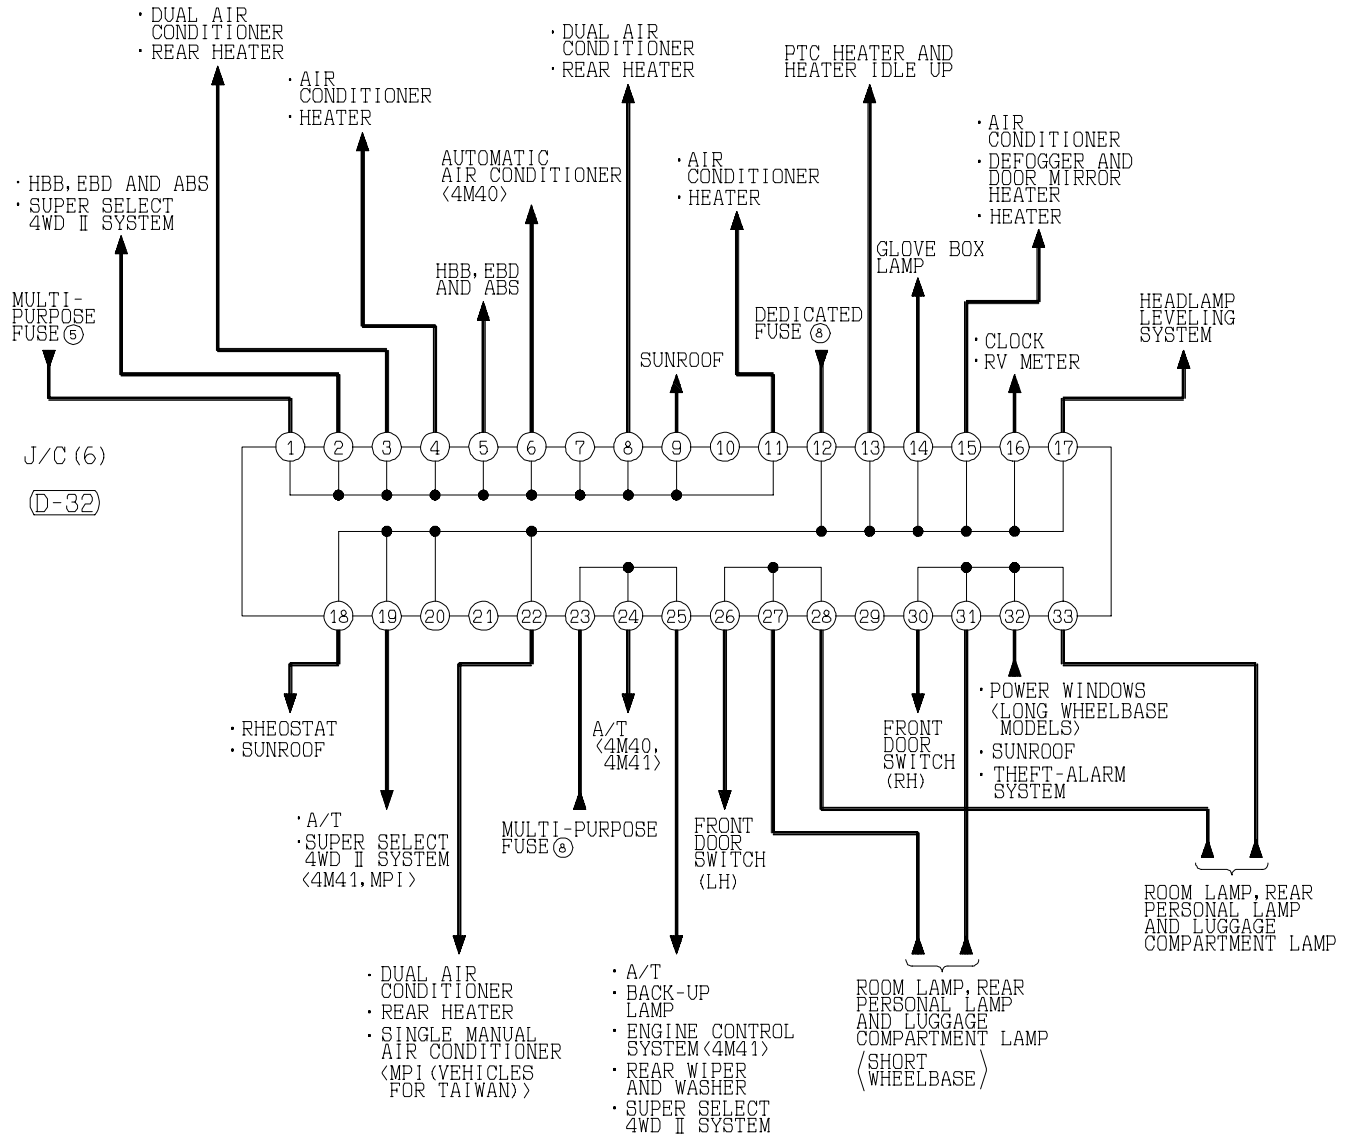 · DUAL AIR
CONDITIONER
· REAR HEATER
· AIR
CONDITIONER
· HEATER
· DUAL AIR
CONDITIONER
· REAR HEATER
PTC HEATER AND
HEATER IDLE UP
· AIR
CONDITIONER
· DEFOGGER AND
DOOR MIRROR
HEATER
· HEATER
· HBB, EBD AND ABS
· SUPER SELECT
4WD Ⅱ SYSTEM
AUTOMATIC
AIR CONDITIONER
〈4M40〉
· AIR
CONDITIONER
· HEATER
GLOVE BOX
LAMP
HBB, EBD
AND ABS
MULTI-
PURPOSE
FUSE ⑤
DEDICATED
FUSE ⑧
HEADLAMP
LEVELING
SYSTEM
SUNROOF
· CLOCK
· RV METER
J/C (6)
D-32
1 2 3 4 5 6 7 8 9 10 11 12 13 14 15 16 17
18 19 20 21 22 23 24 25 26 27 28 29 30 31 32 33
· RHEOSTAT
· SUNROOF
· A/T
· SUPER SELECT
4WD Ⅱ SYSTEM
〈4M41, MPI〉
· DUAL AIR
CONDITIONER
· REAR HEATER
· SINGLE MANUAL
AIR CONDITIONER
〈MPI (VEHICLES
FOR TAIWAN)〉
MULTI-PURPOSE
FUSE ⑧
A/T
〈4M40,
4M41〉
· A/T
· BACK-UP
LAMP
· ENGINE CONTROL
SYSTEM〈4M41〉
· REAR WIPER
AND WASHER
· SUPER SELECT
4WD Ⅱ SYSTEM
FRONT
DOOR
SWITCH
(LH)
FRONT
DOOR
SWITCH
(RH)
· POWER WINDOWS
〈LONG WHEELBASE
MODELS〉
· SUNROOF
· THEFT-ALARM
SYSTEM
ROOM LAMP, REAR
PERSONAL LAMP
AND LUGGAGE
COMPARTMENT LAMP
〈SHORT
WHEELBASE〉
ROOM LAMP, REAR
PERSONAL LAMP
AND LUGGAGE
COMPARTMENT LAMP